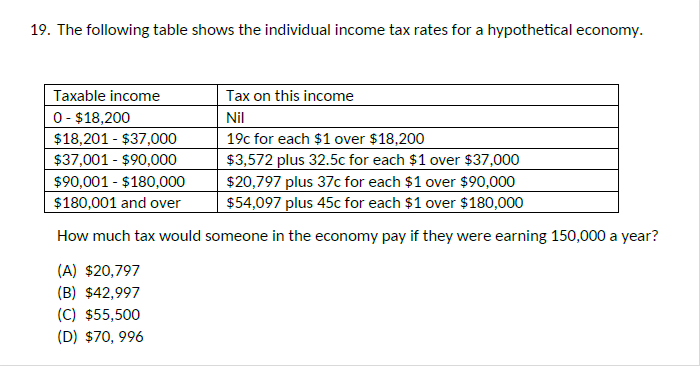 19. The following table shows the individual income tax rates for a hypothetical economy.
Taxable income Tax on this income
0 - $18,200 Nil
$18,201 - $37,000 19c for each $1 over $18,200
$37,001 - $90,000 $3,572 plus 32.5c for each $1 over $37,000
$90,001 - $180,000 $20,797 plus 37c for each $1 over $90,000
$180,001 and over $54,097 plus 45c for each $1 over $180,000
How much tax would someone in the economy pay if they were earning 150,000 a year?
(A) $20,797
(B) $42,997
(C) $55,500
(D) $70, 996